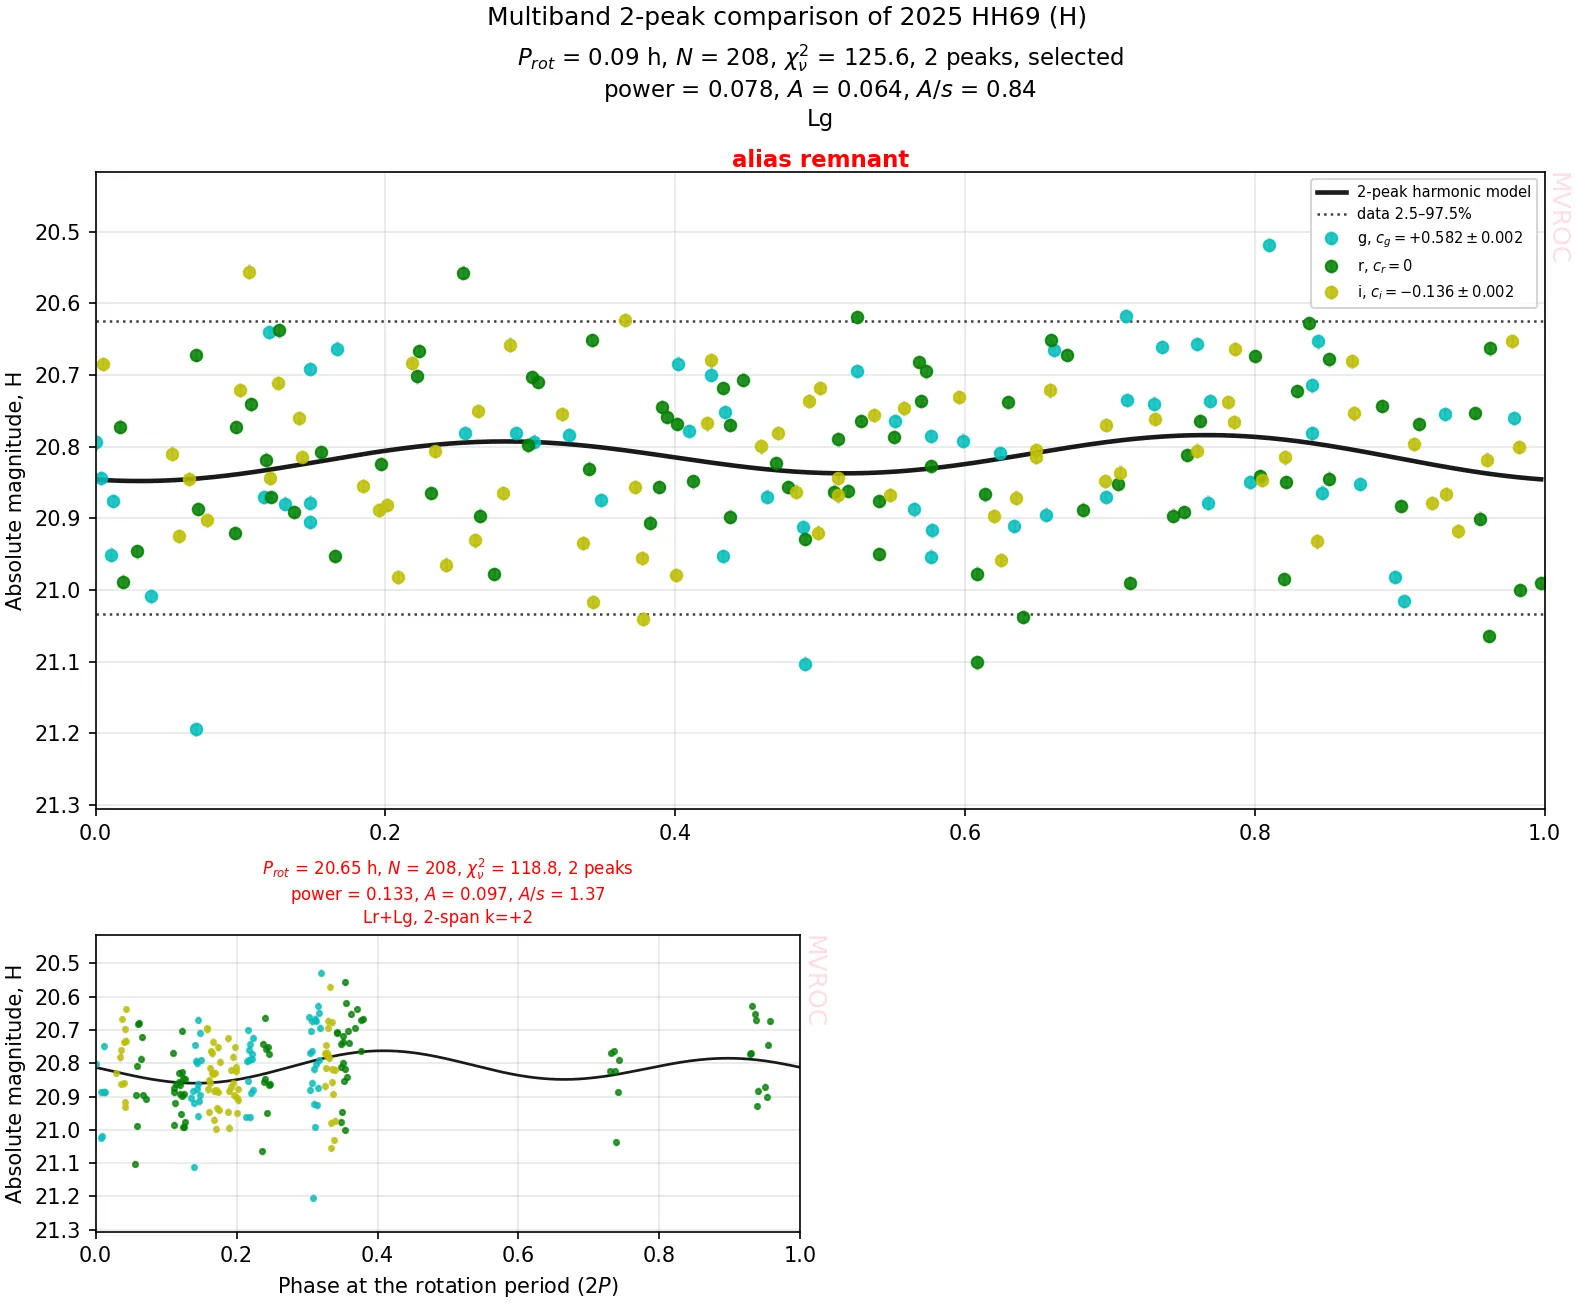 Multiband 2-peak comparison of 2025 HH69 (H)
P_rot = 0.09 h, N = 208, χ²_ν = 125.6, 2 peaks, selected
power = 0.078, A = 0.064, A/s = 0.84
Lg
alias remnant
2-peak harmonic model
data 2.5–97.5%
g, c_g = +0.582 ± 0.002
r, c_r = 0
i, c_i = −0.136 ± 0.002
MVROC
Absolute magnitude, H
20.5
20.6
20.7
20.8
20.9
21.0
21.1
21.2
21.3
0.0 0.2 0.4 0.6 0.8 1.0
P_rot = 20.65 h, N = 208, χ²_ν = 118.8, 2 peaks
power = 0.133, A = 0.097, A/s = 1.37
Lr+Lg, 2-span k=+2
MVROC
Absolute magnitude, H
20.5
20.6
20.7
20.8
20.9
21.0
21.1
21.2
21.3
0.0 0.2 0.4 0.6 0.8 1.0
Phase at the rotation period (2P)